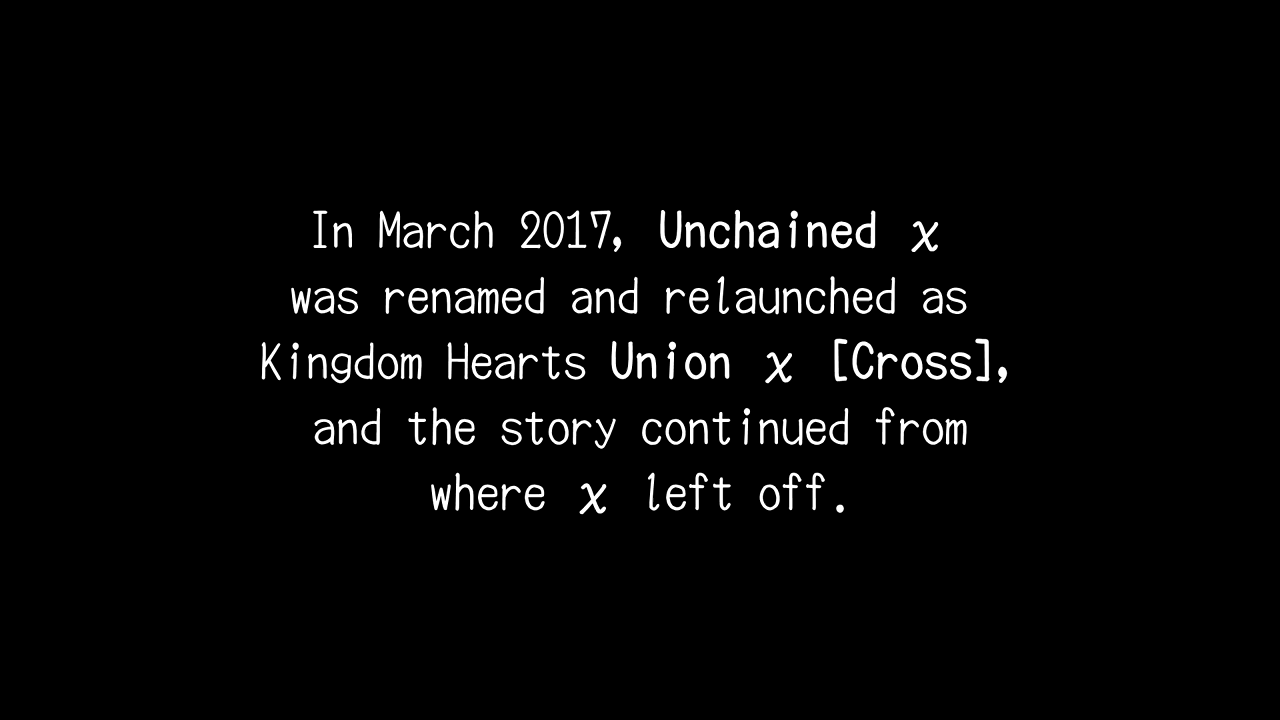 In March 2017, Unchained χ
was renamed and relaunched as
Kingdom Hearts Union χ [Cross],
and the story continued from
where χ left off.